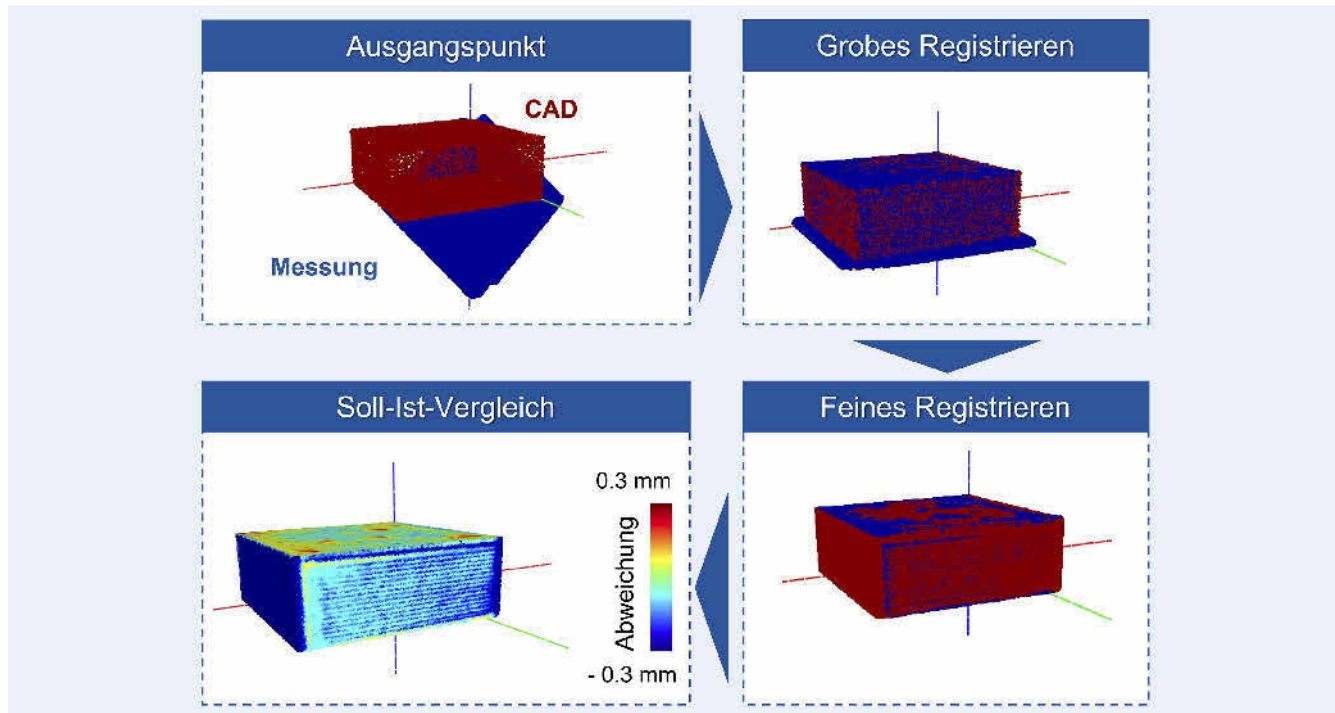 Ausgangspunkt
CAD
Messung
Grobes Registrieren
Feines Registrieren
Soll-Ist-Vergleich
0.3 mm
Abweichung
- 0.3 mm